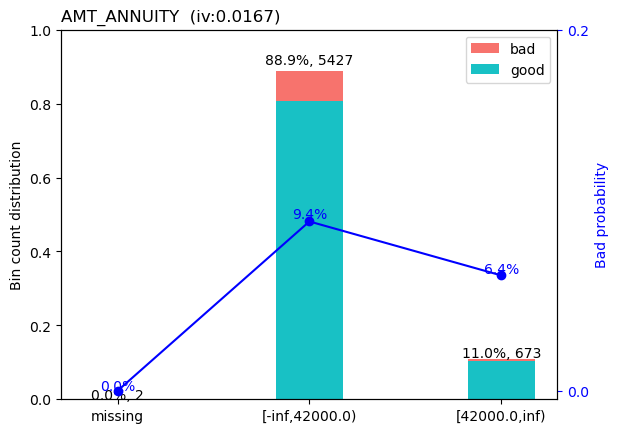 AMT_ANNUITY  (iv:0.0167)
1.0
0.8
0.6
0.4
0.2
0.0
Bin count distribution
88.9%, 5427
9.4%
11.0%, 673
6.4%
0.0%
0.0%, 2
bad
good
0.2
0.0
Bad probability
missing
[-inf,42000.0)
[42000.0,inf)